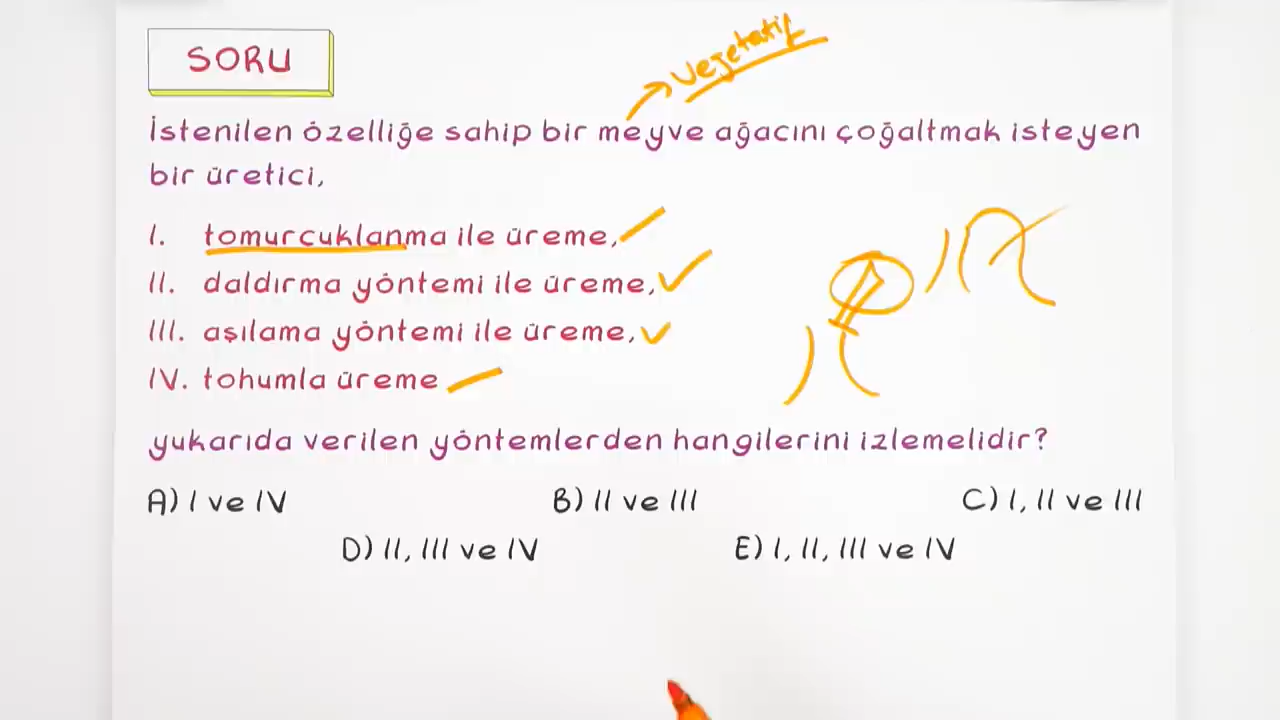 SORU
Vejetatif
İstenilen özelliğe sahip bir meyve ağacını çoğaltmak isteyen
bir üretici,
I. tomurcuklanma ile üreme,
II. daldırma yöntemi ile üreme,
III. aşılama yöntemi ile üreme,
IV. tohumla üreme
yukarıda verilen yöntemlerden hangilerini izlemelidir?
A) I ve IV B) II ve III C) I, II ve III
D) II, III ve IV E) I, II, III ve IV